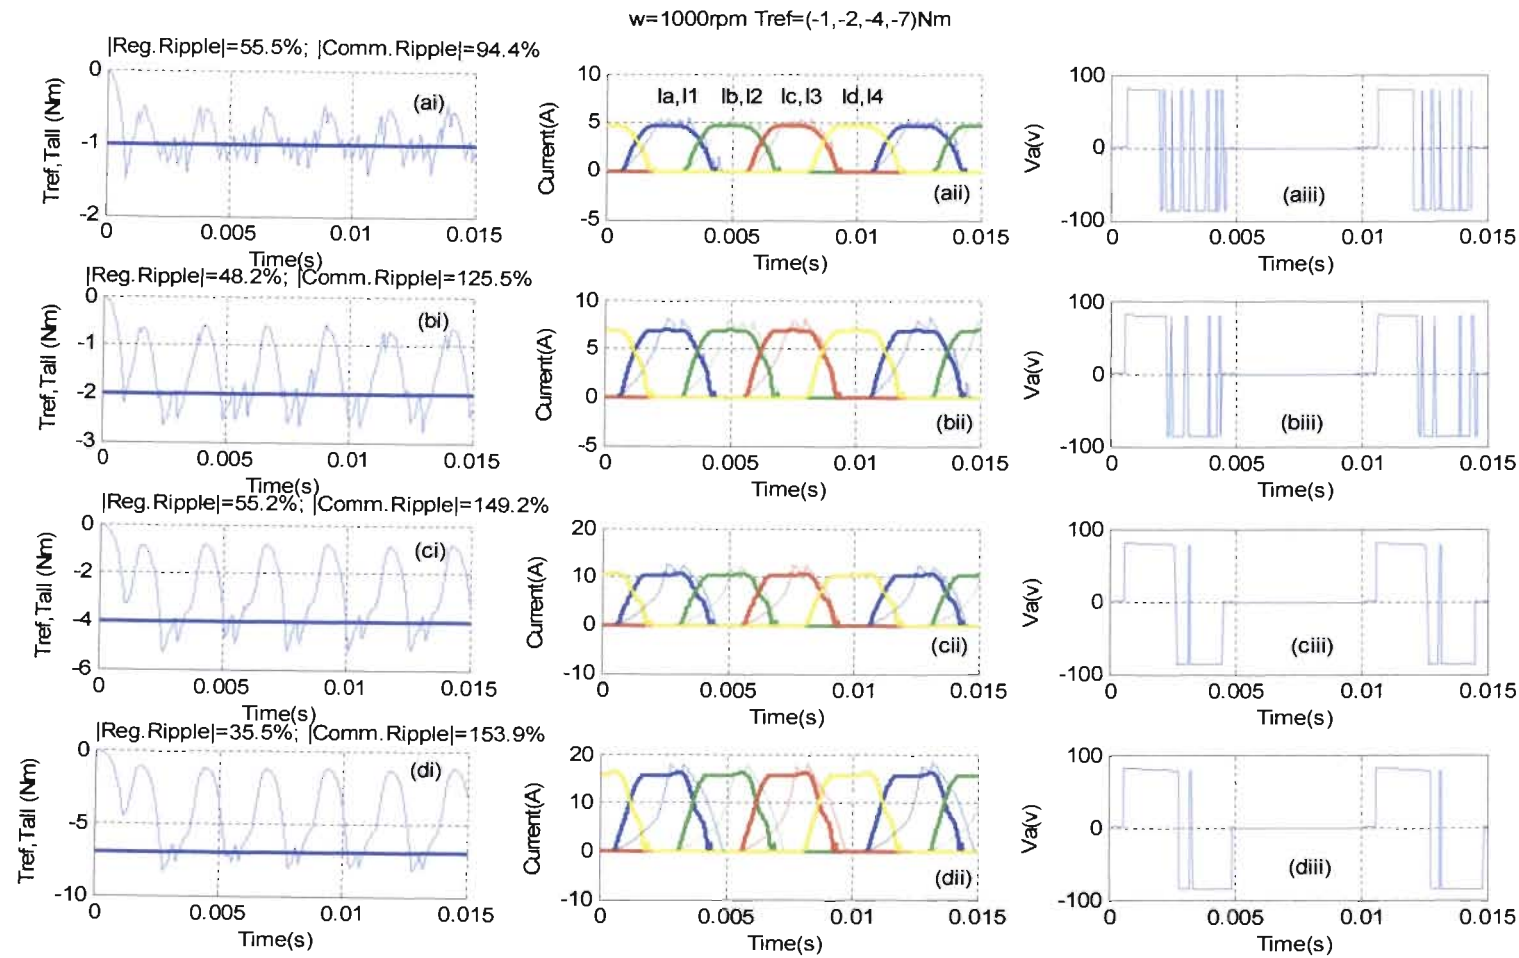 w=1000rpm Tref=(-1,-2,-4,-7)Nm
|Reg.Ripple|=55.5%; |Comm.Ripple|=94.4%
0
-1
-2
Tref,Tall (Nm)
(ai)
0
0.005
0.01
0.015
Time(s)
10
5
0
-5
Current(A)
Ia,I1
Ib,I2
Ic,I3
Id,I4
(aii)
0
0.005
0.01
0.015
Time(s)
100
0
-100
Va(v)
(aiii)
0
0.005
0.01
0.015
Time(s)
|Reg.Ripple|=48.2%; |Comm.Ripple|=125.5%
0
-1
-2
-3
Tref,Tall (Nm)
(bi)
0
0.005
0.01
0.015
Time(s)
10
5
0
-5
Current(A)
(bii)
0
0.005
0.01
0.015
Time(s)
100
0
-100
Va(v)
(biii)
0
0.005
0.01
0.015
Time(s)
|Reg.Ripple|=55.2%; |Comm.Ripple|=149.2%
0
-2
-4
-6
Tref,Tall (Nm)
(ci)
0
0.005
0.01
0.015
Time(s)
20
10
0
-10
Current(A)
(cii)
0
0.005
0.01
0.015
Time(s)
100
0
-100
Va(v)
(ciii)
0
0.005
0.01
0.015
Time(s)
|Reg.Ripple|=35.5%; |Comm.Ripple|=153.9%
0
-5
-10
Tref,Tall (Nm)
(di)
0
0.005
0.01
0.015
Time(s)
20
10
0
-10
Current(A)
(dii)
0
0.005
0.01
0.015
Time(s)
100
0
-100
Va(v)
(diii)
0
0.005
0.01
0.015
Time(s)